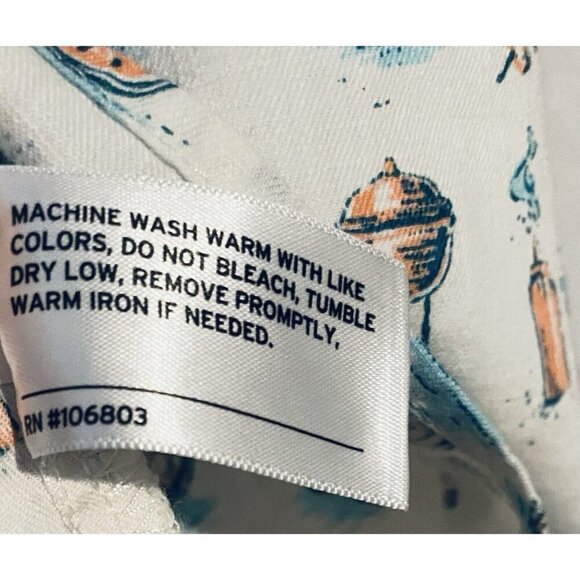 MACHINE WASH WARM WITH LIKE
COLORS, DO NOT BLEACH, TUMBLE
DRY LOW, REMOVE PROMPTLY,
WARM IRON IF NEEDED.
RN #106803